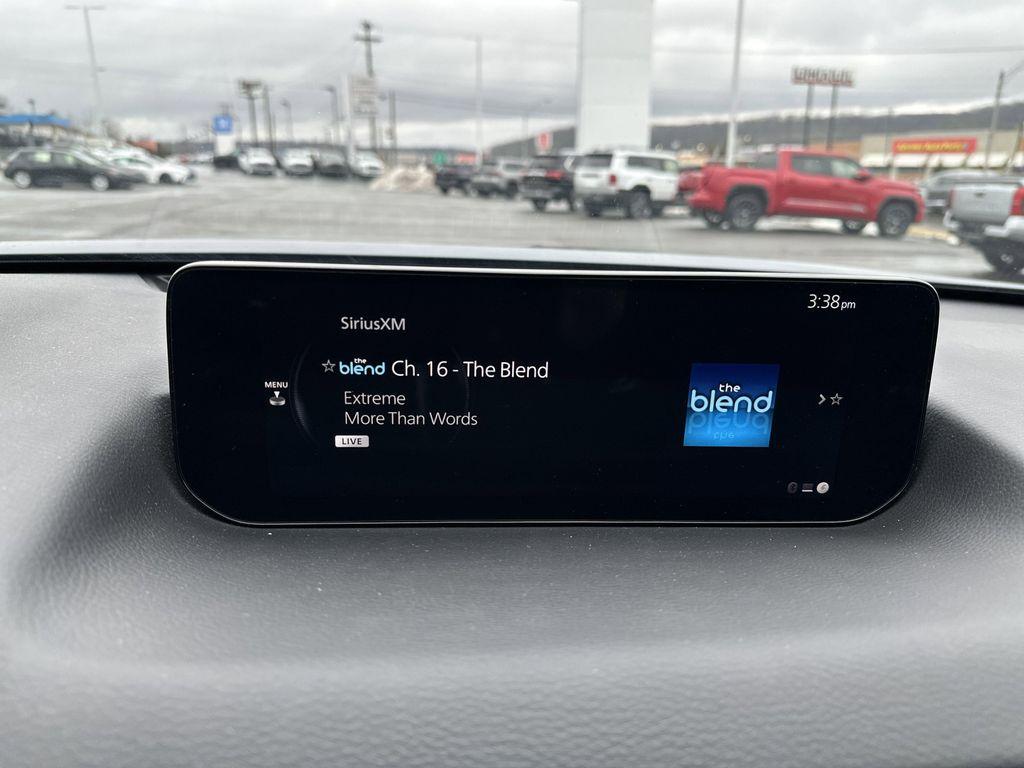 3:38pm
SiriusXM
the
blend Ch. 16 - The Blend
MENU
Extreme
More Than Words
LIVE
the
blend